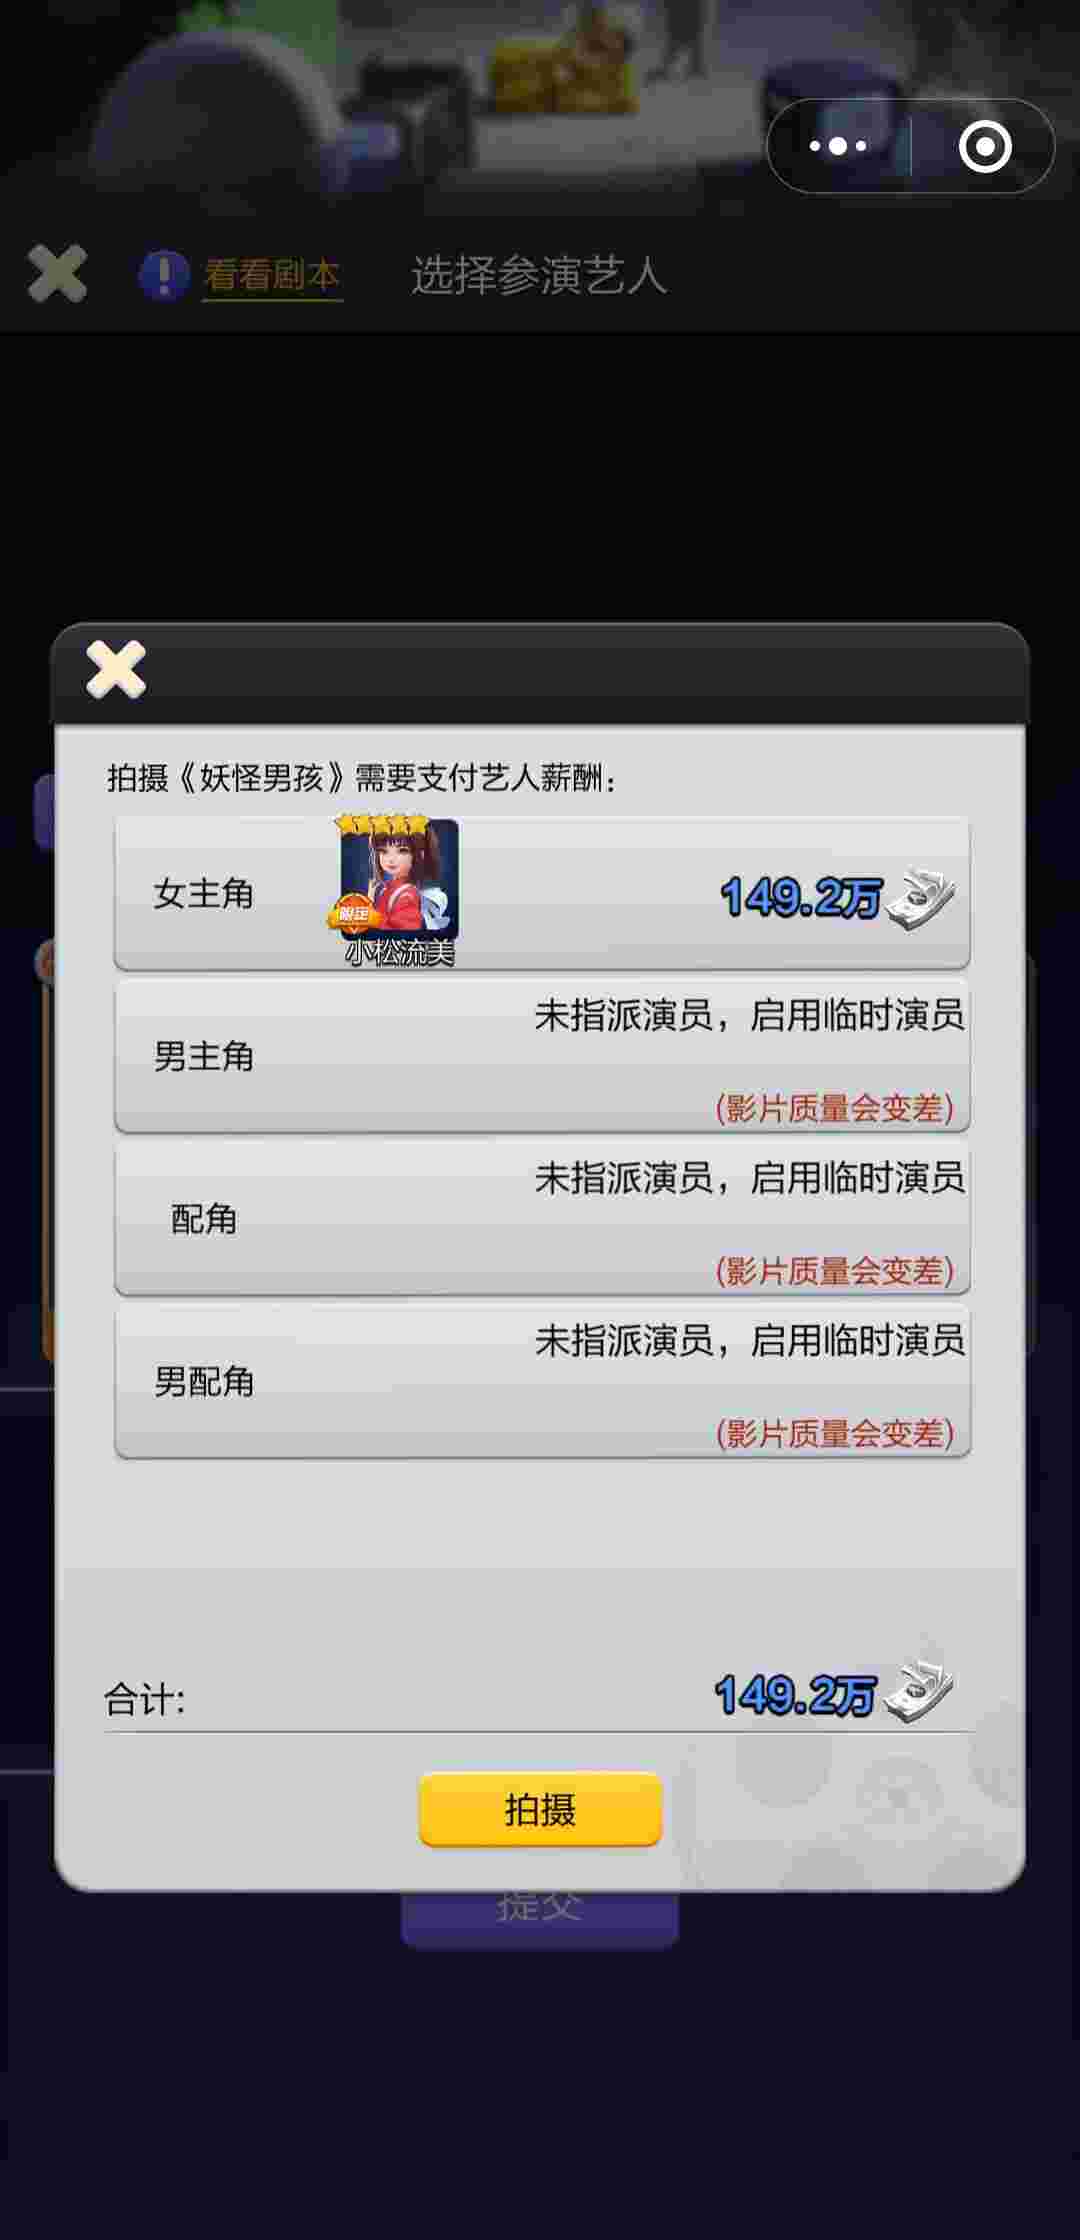 看看剧本
选择参演艺人
拍摄《妖怪男孩》需要支付艺人薪酬：
女主角
限定
小松流美
149.2万
未指派演员，启用临时演员
男主角
(影片质量会变差)
未指派演员，启用临时演员
配角
(影片质量会变差)
未指派演员，启用临时演员
男配角
(影片质量会变差)
合计：
149.2万
拍摄
提交